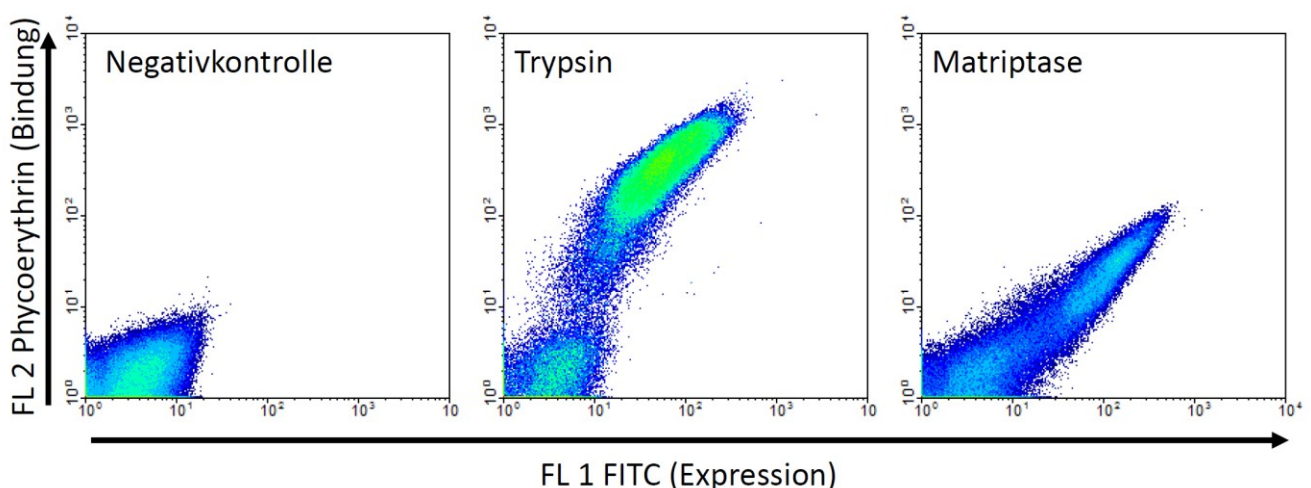 FL 2 Phycoerythrin (Bindung)
Negativkontrolle
10⁴
10³
10²
10¹
10⁰
10⁰ 10¹ 10² 10³ 10
Trypsin
10⁴
10³
10²
10¹
10⁰
10⁰ 10¹ 10² 10³ 10
Matriptase
10⁴
10³
10²
10¹
10⁰
10⁰ 10¹ 10² 10³ 10⁴
FL 1 FITC (Expression)